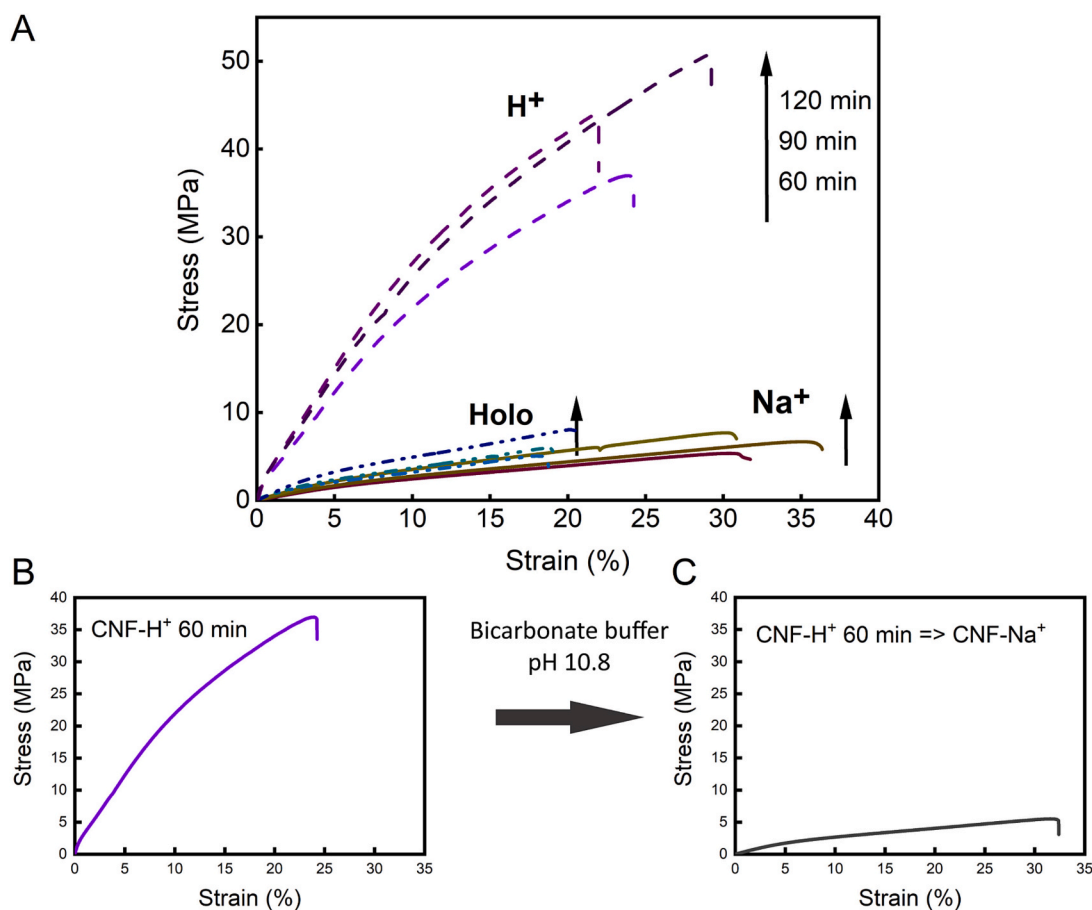 A
Stress (MPa)
50
40
30
20
10
0
H⁺
120 min
90 min
60 min
Holo
Na⁺
0 5 10 15 20 25 30 35 40
Strain (%)
B
Stress (MPa)
40
35
30
25
20
15
10
5
0
CNF-H⁺ 60 min
0 5 10 15 20 25 30 35
Strain (%)
Bicarbonate buffer
pH 10.8
C
Stress (MPa)
40
35
30
25
20
15
10
5
0
CNF-H⁺ 60 min => CNF-Na⁺
0 5 10 15 20 25 30 35
Strain (%)